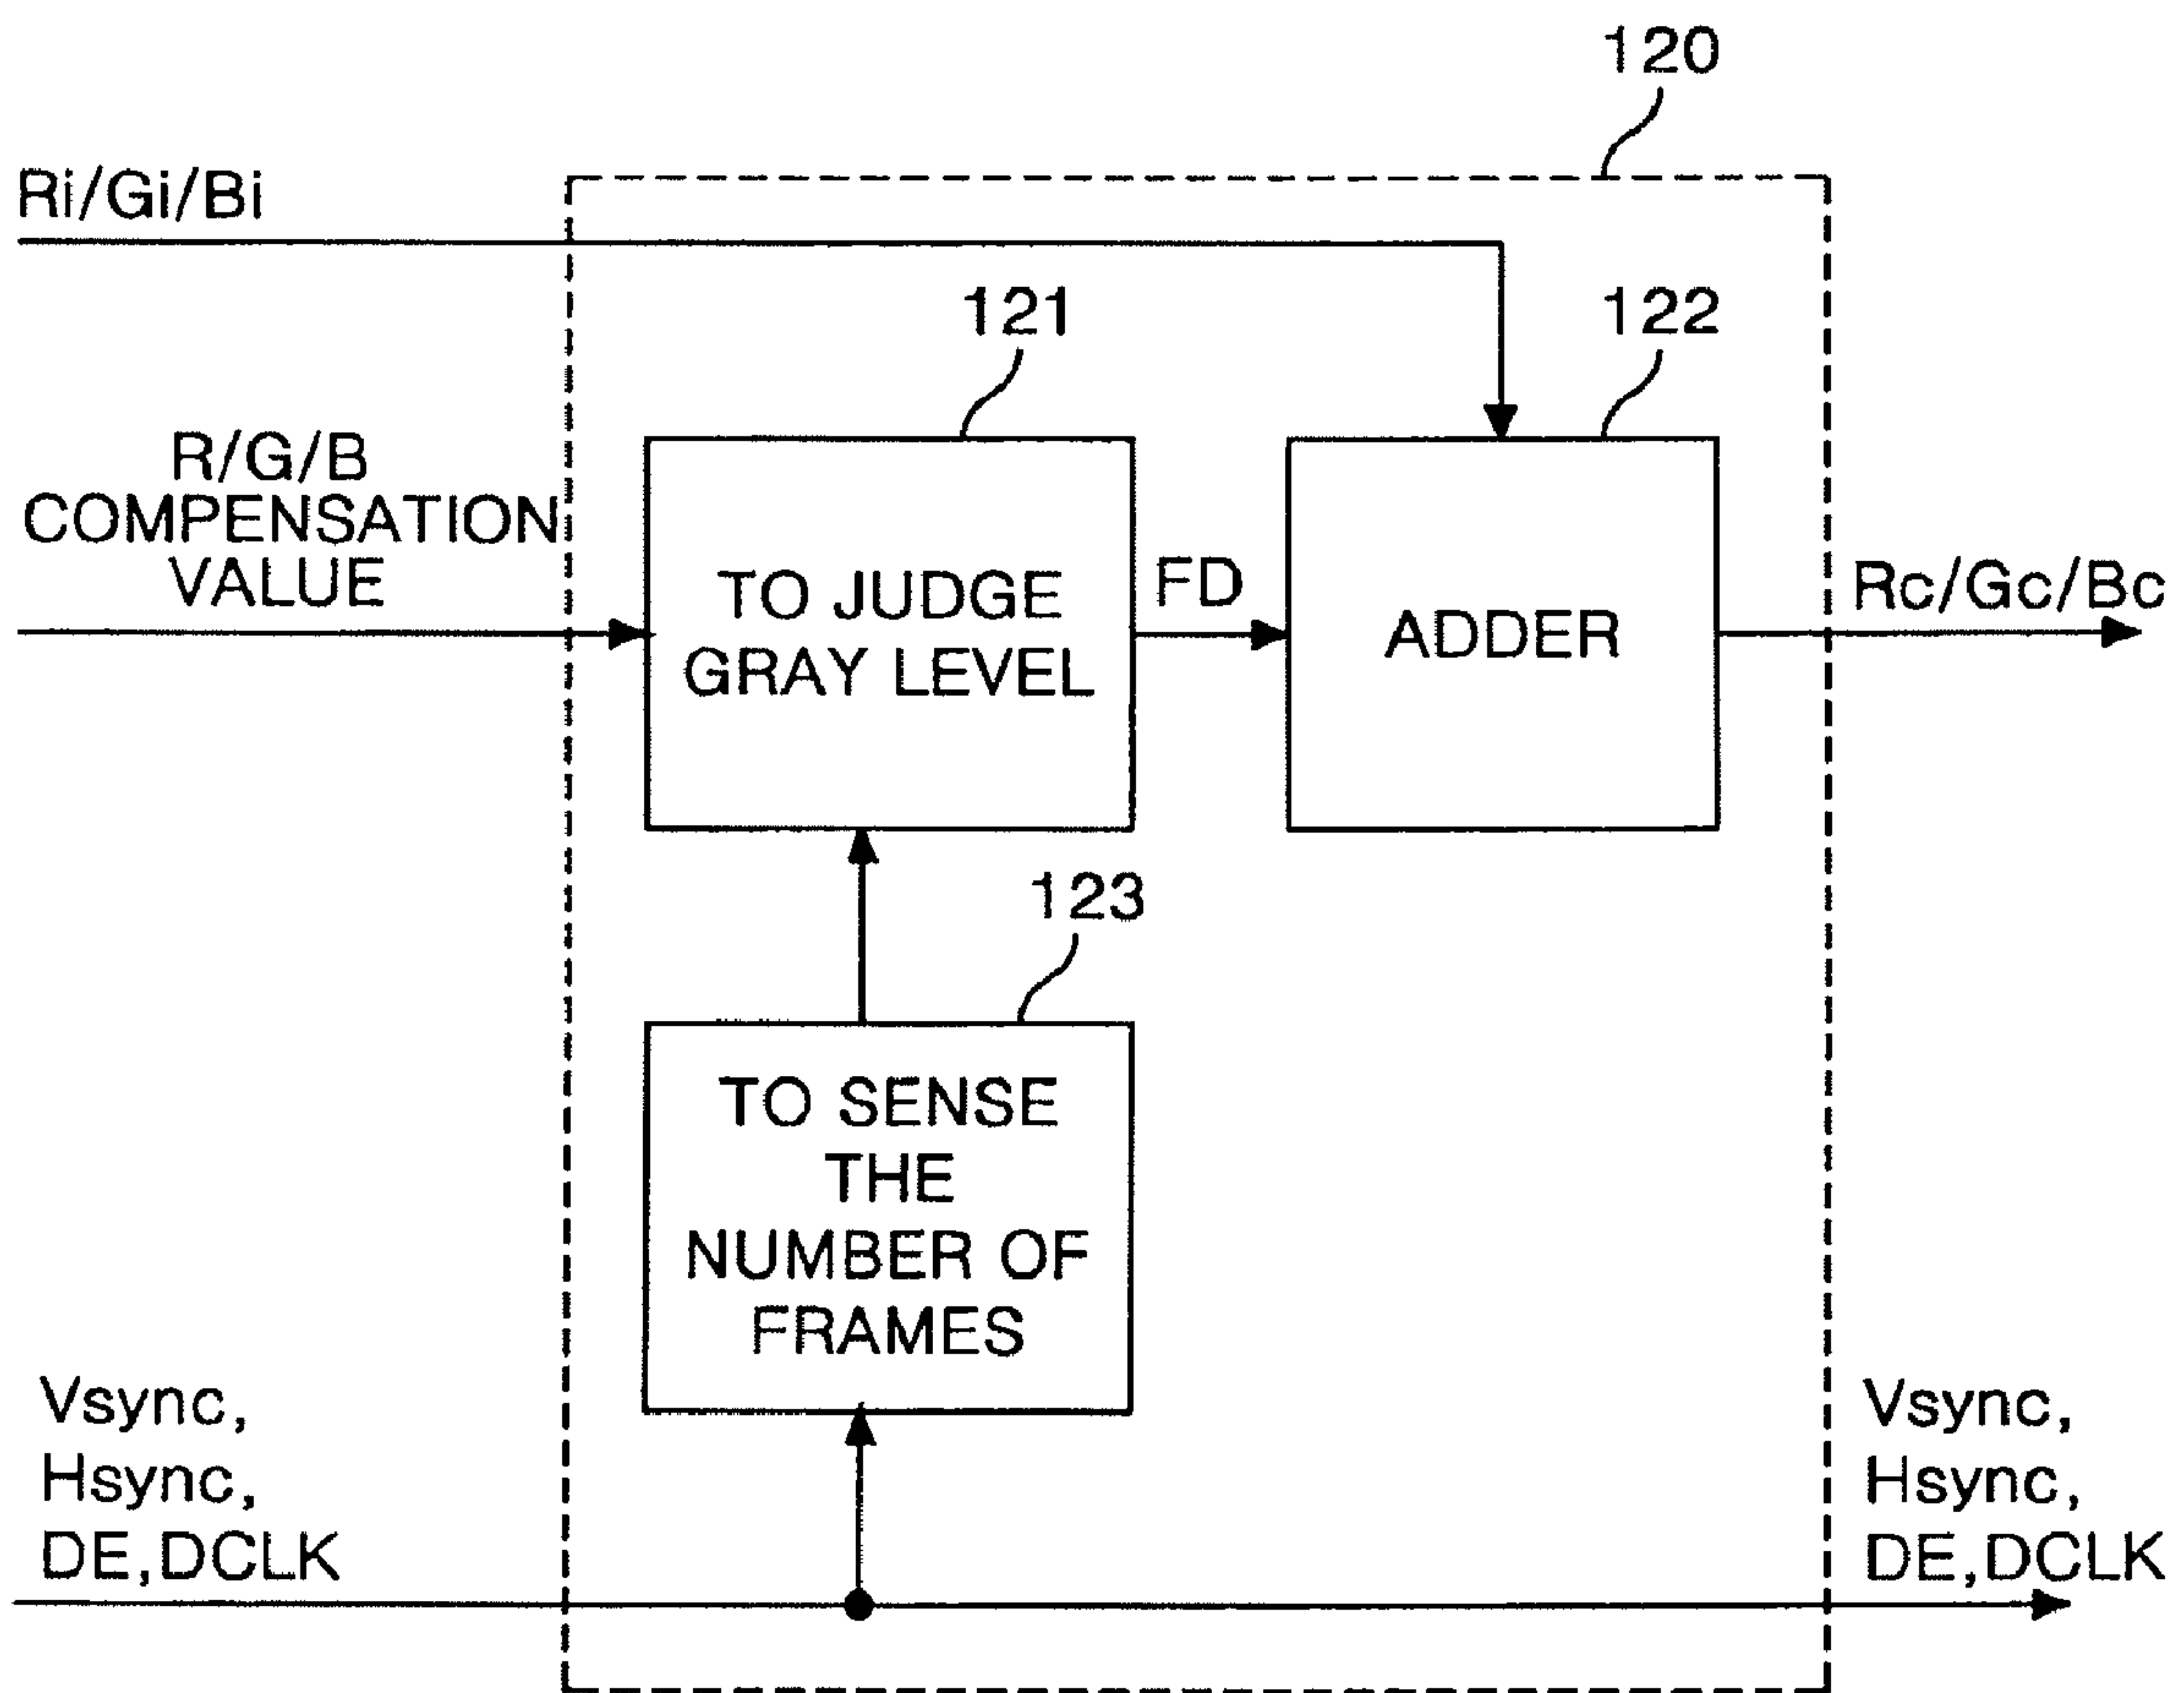 120
Ri/Gi/Bi
121
122
R/G/B
COMPENSATION
VALUE
TO JUDGE
GRAY LEVEL
FD
ADDER
Rc/Gc/Bc
123
TO SENSE
THE
NUMBER OF
FRAMES
Vsync,
Hsync,
DE,DCLK
Vsync,
Hsync,
DE,DCLK